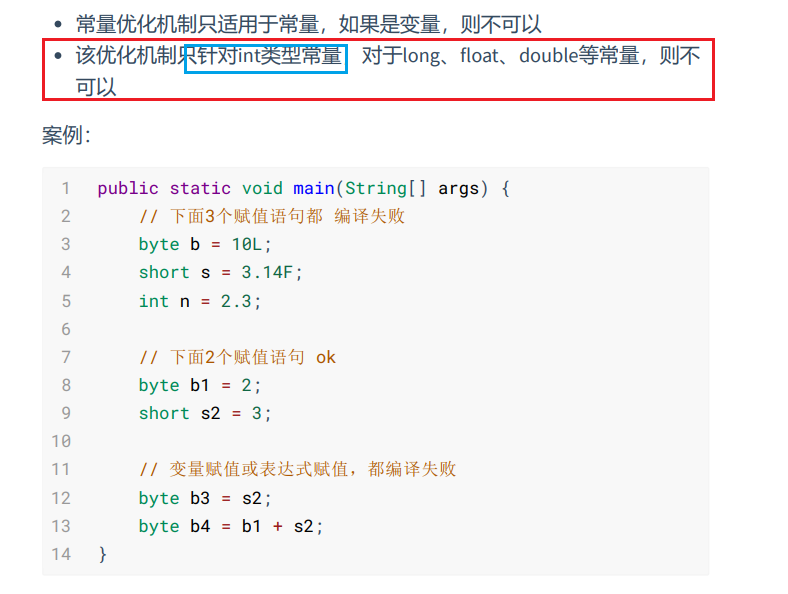 • 常量优化机制只适用于常量，如果是变量，则不可以
• 该优化机制只针对int类型常量，对于long、float、double等常量，则不
可以
案例：
1 public static void main(String[] args) {
2 // 下面3个赋值语句都 编译失败
3 byte b = 10L;
4 short s = 3.14F;
5 int n = 2.3;
6
7 // 下面2个赋值语句 ok
8 byte b1 = 2;
9 short s2 = 3;
10
11 // 变量赋值或表达式赋值，都编译失败
12 byte b3 = s2;
13 byte b4 = b1 + s2;
14 }